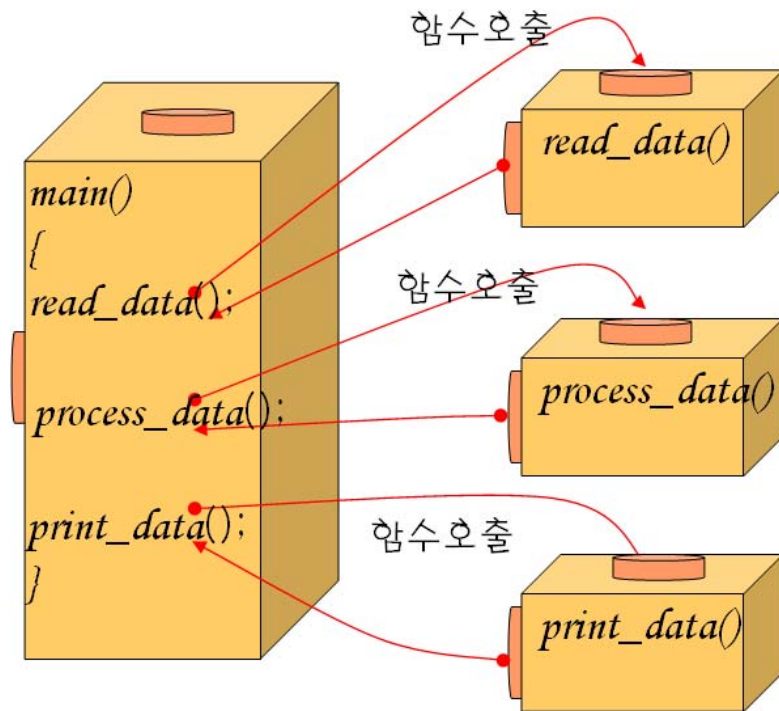 함수호출
read_data()
main()
{
read_data();
함수호출
process_data()
process_data();
print_data();
함수호출
}
print_data()